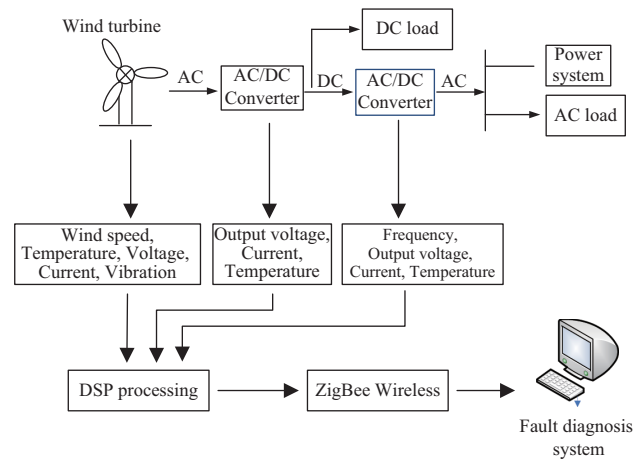 Wind turbine
AC
AC/DC
Converter
DC
DC load
AC/DC
Converter
AC
Power
system
AC load
Wind speed,
Temperature, Voltage,
Current, Vibration
Output voltage,
Current,
Temperature
Frequency,
Output voltage,
Current, Temperature
DSP processing
ZigBee Wireless
Fault diagnosis
system